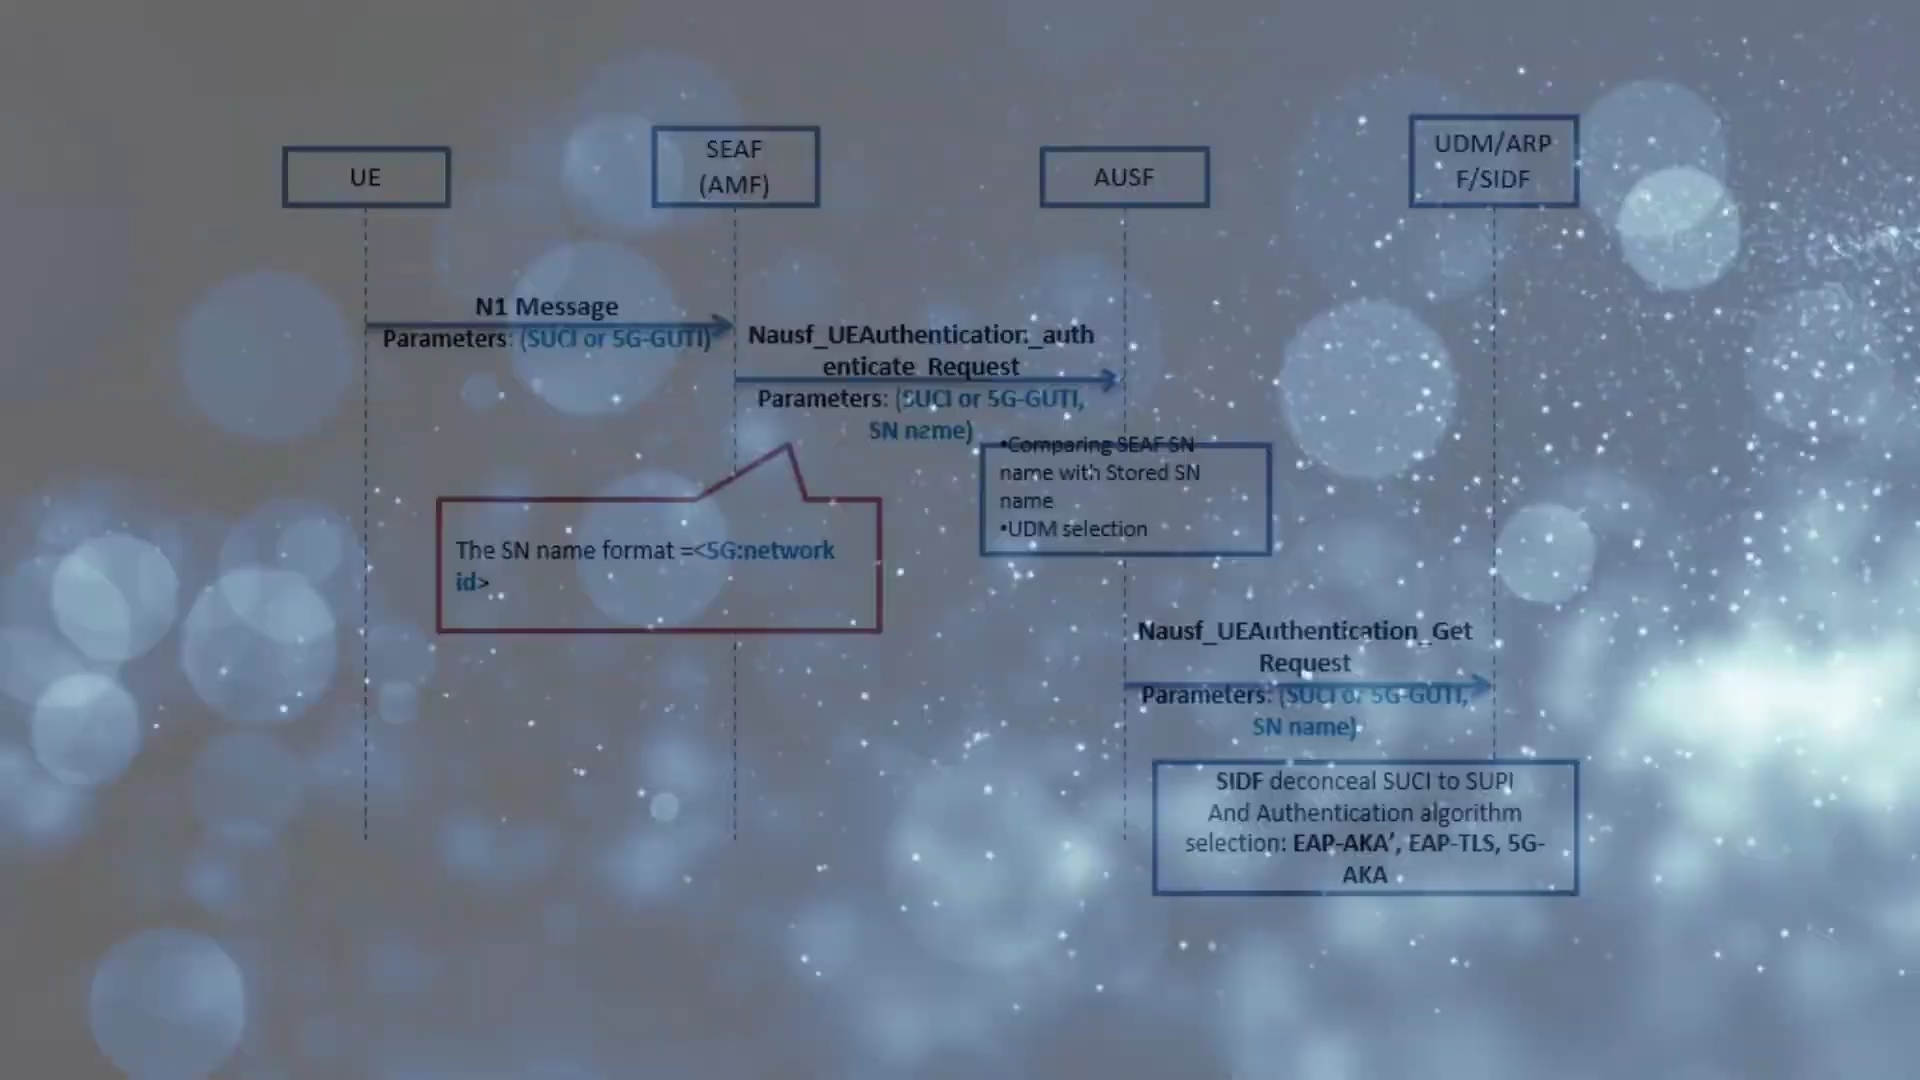 UE
SEAF
(AMF)
AUSF
UDM/ARP
F/SIDF
N1 Message
Parameters: (SUCI or 5G-GUTI)
Nausf_UEAuthentication_auth
enticate_Request
Parameters: (SUCI or 5G-GUTI,
SN name)
•Comparing SEAF SN
name with Stored SN
name
•UDM selection
The SN name format =<5G:network
id>
Nausf_UEAuthentication_Get
Request
Parameters: (SUCI or 5G-GUTI,
SN name)
SIDF deconceal SUCI to SUPI
And Authentication algorithm
selection: EAP-AKA’, EAP-TLS, 5G-
AKA